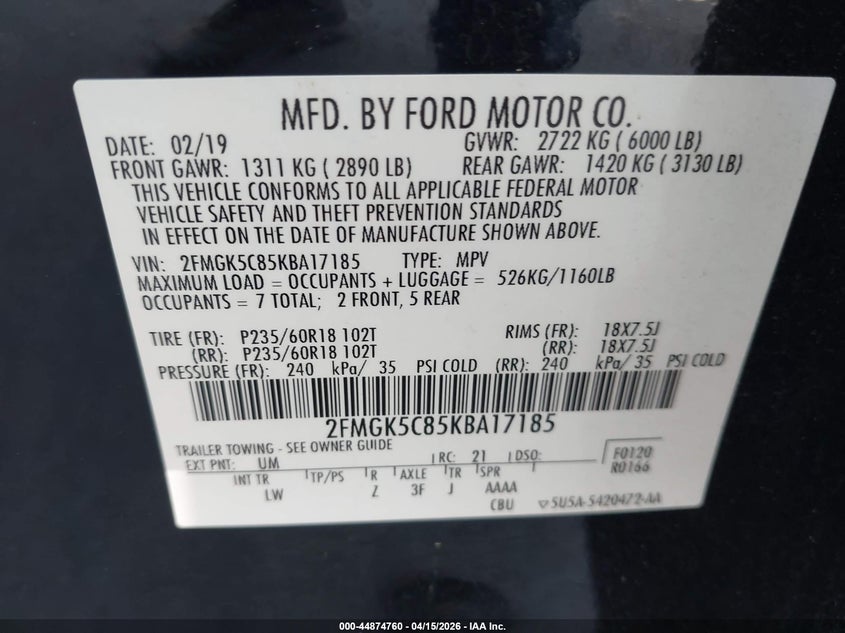 MFD. BY FORD MOTOR CO.
DATE: 02/19 GVWR: 2722 KG ( 6000 LB)
FRONT GAWR: 1311 KG ( 2890 LB) REAR GAWR: 1420 KG ( 3130 LB)
THIS VEHICLE CONFORMS TO ALL APPLICABLE FEDERAL MOTOR
VEHICLE SAFETY AND THEFT PREVENTION STANDARDS
IN EFFECT ON THE DATE OF MANUFACTURE SHOWN ABOVE.
VIN: 2FMGK5C85KBA17185 TYPE: MPV
MAXIMUM LOAD = OCCUPANTS + LUGGAGE = 526KG/1160LB
OCCUPANTS = 7 TOTAL; 2 FRONT, 5 REAR
TIRE (FR): P235/60R18 102T RIMS (FR): 18X7.5J
(RR): P235/60R18 102T (RR): 18X7.5J
PRESSURE (FR): 240 kPa/ 35 PSI COLD (RR): 240 kPa/ 35 PSI COLD
2FMGK5C85KBA17185
TRAILER TOWING - SEE OWNER GUIDE
EXT PNT: UM RC: 21 DSO: F0120
R0166
INT TR TP/PS R AXLE TR SPR
LW Z 3F J AAAA
CBU ▽5U5A-5420472-AA
000-44874760 - 04/15/2026 - IAA Inc.